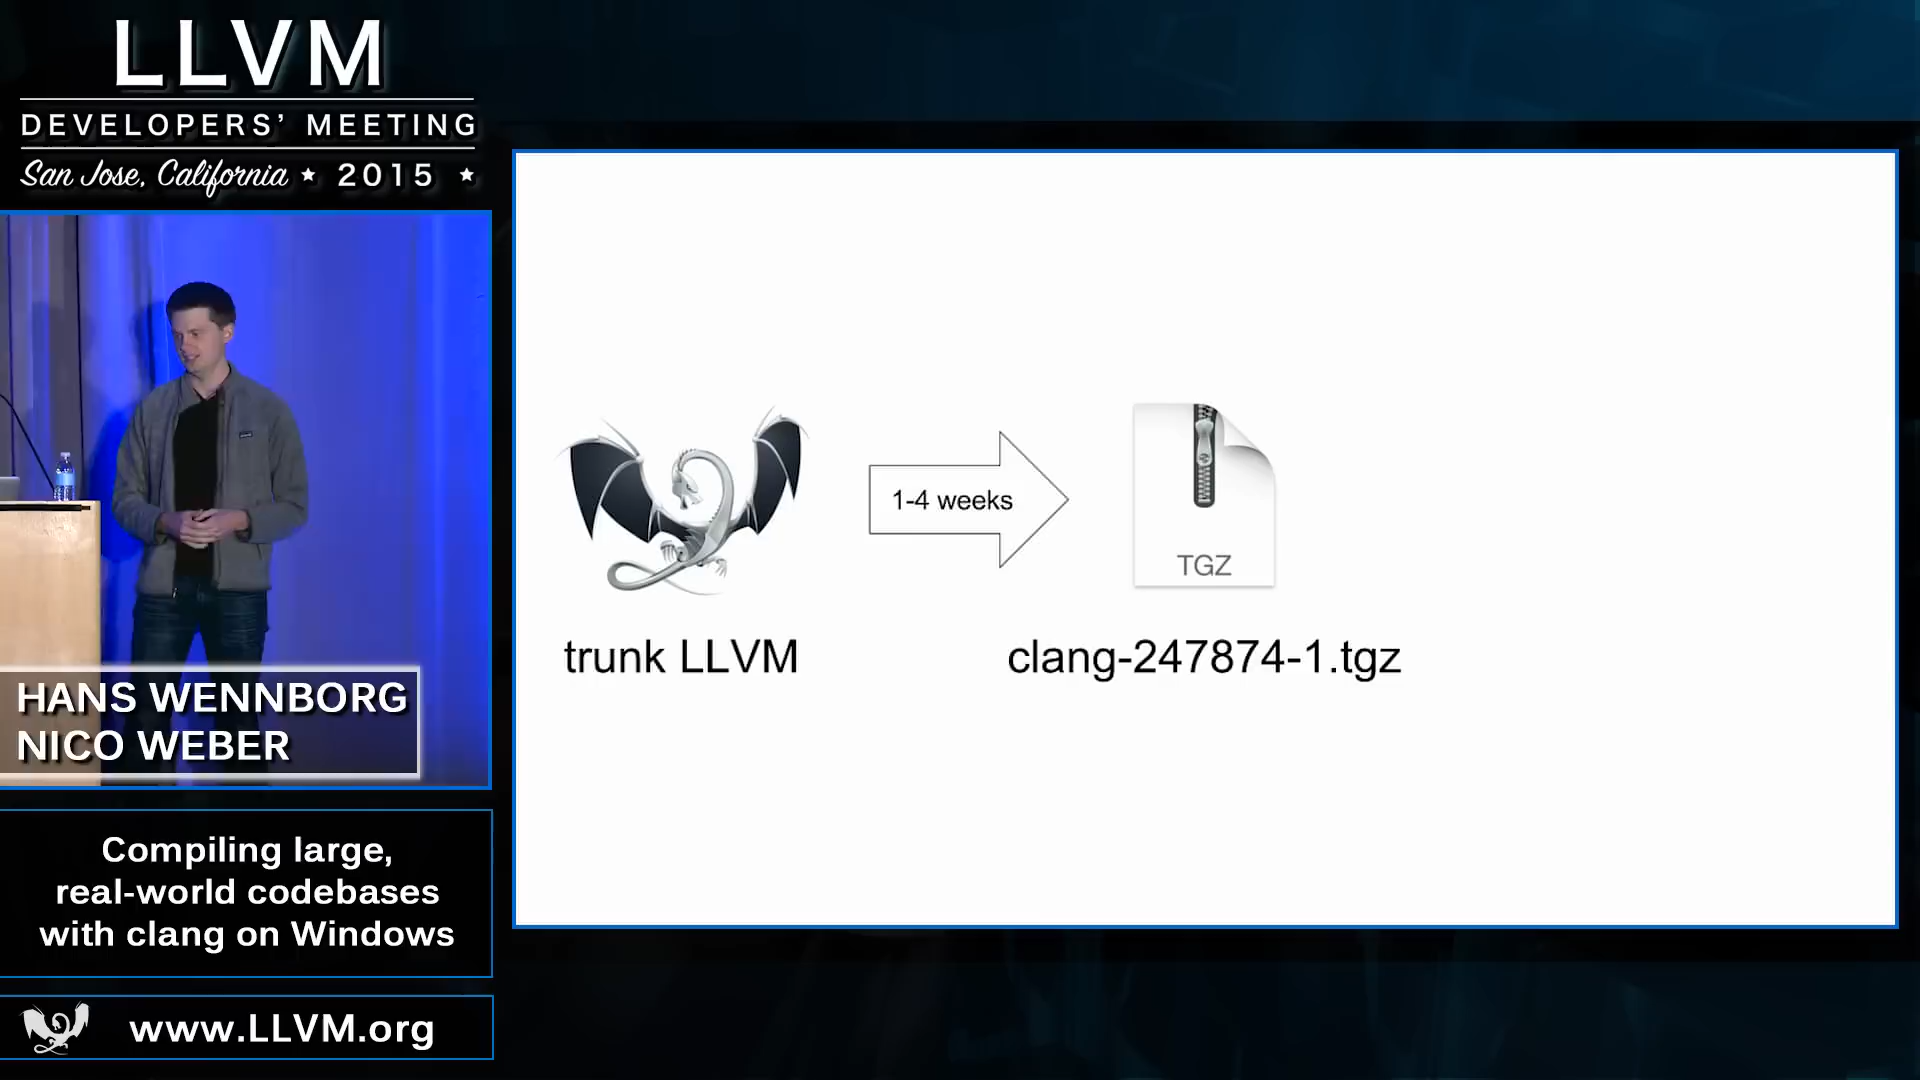 LLVM
DEVELOPERS' MEETING
San Jose, California ★ 2015 ★
HANS WENNBORG
NICO WEBER
Compiling large,
real-world codebases
with clang on Windows
www.LLVM.org
1-4 weeks
TGZ
trunk LLVM
clang-247874-1.tgz